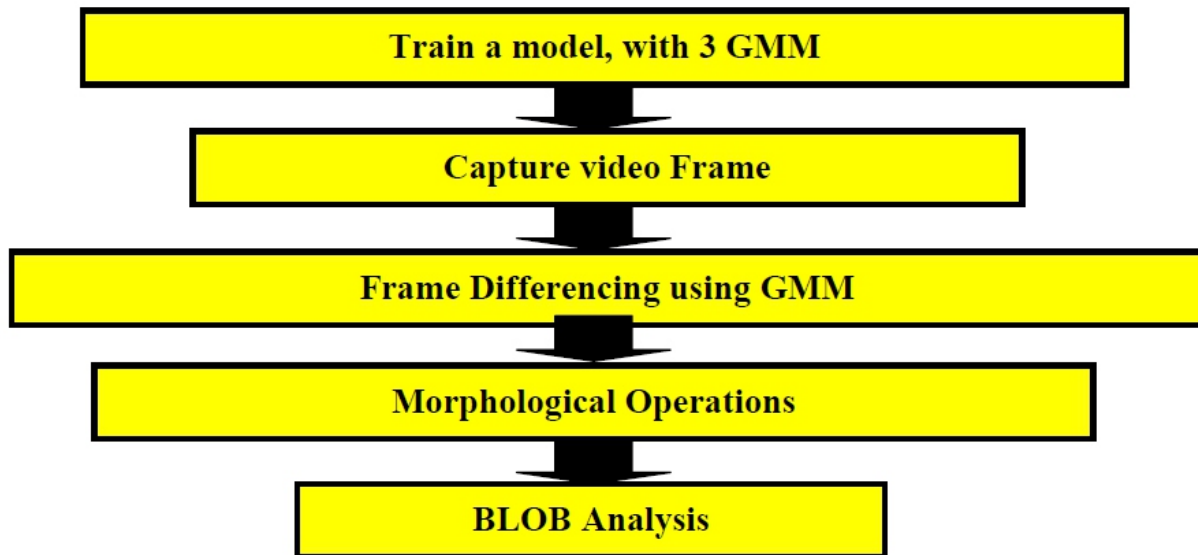 Train a model, with 3 GMM
Capture video Frame
Frame Differencing using GMM
Morphological Operations
BLOB Analysis